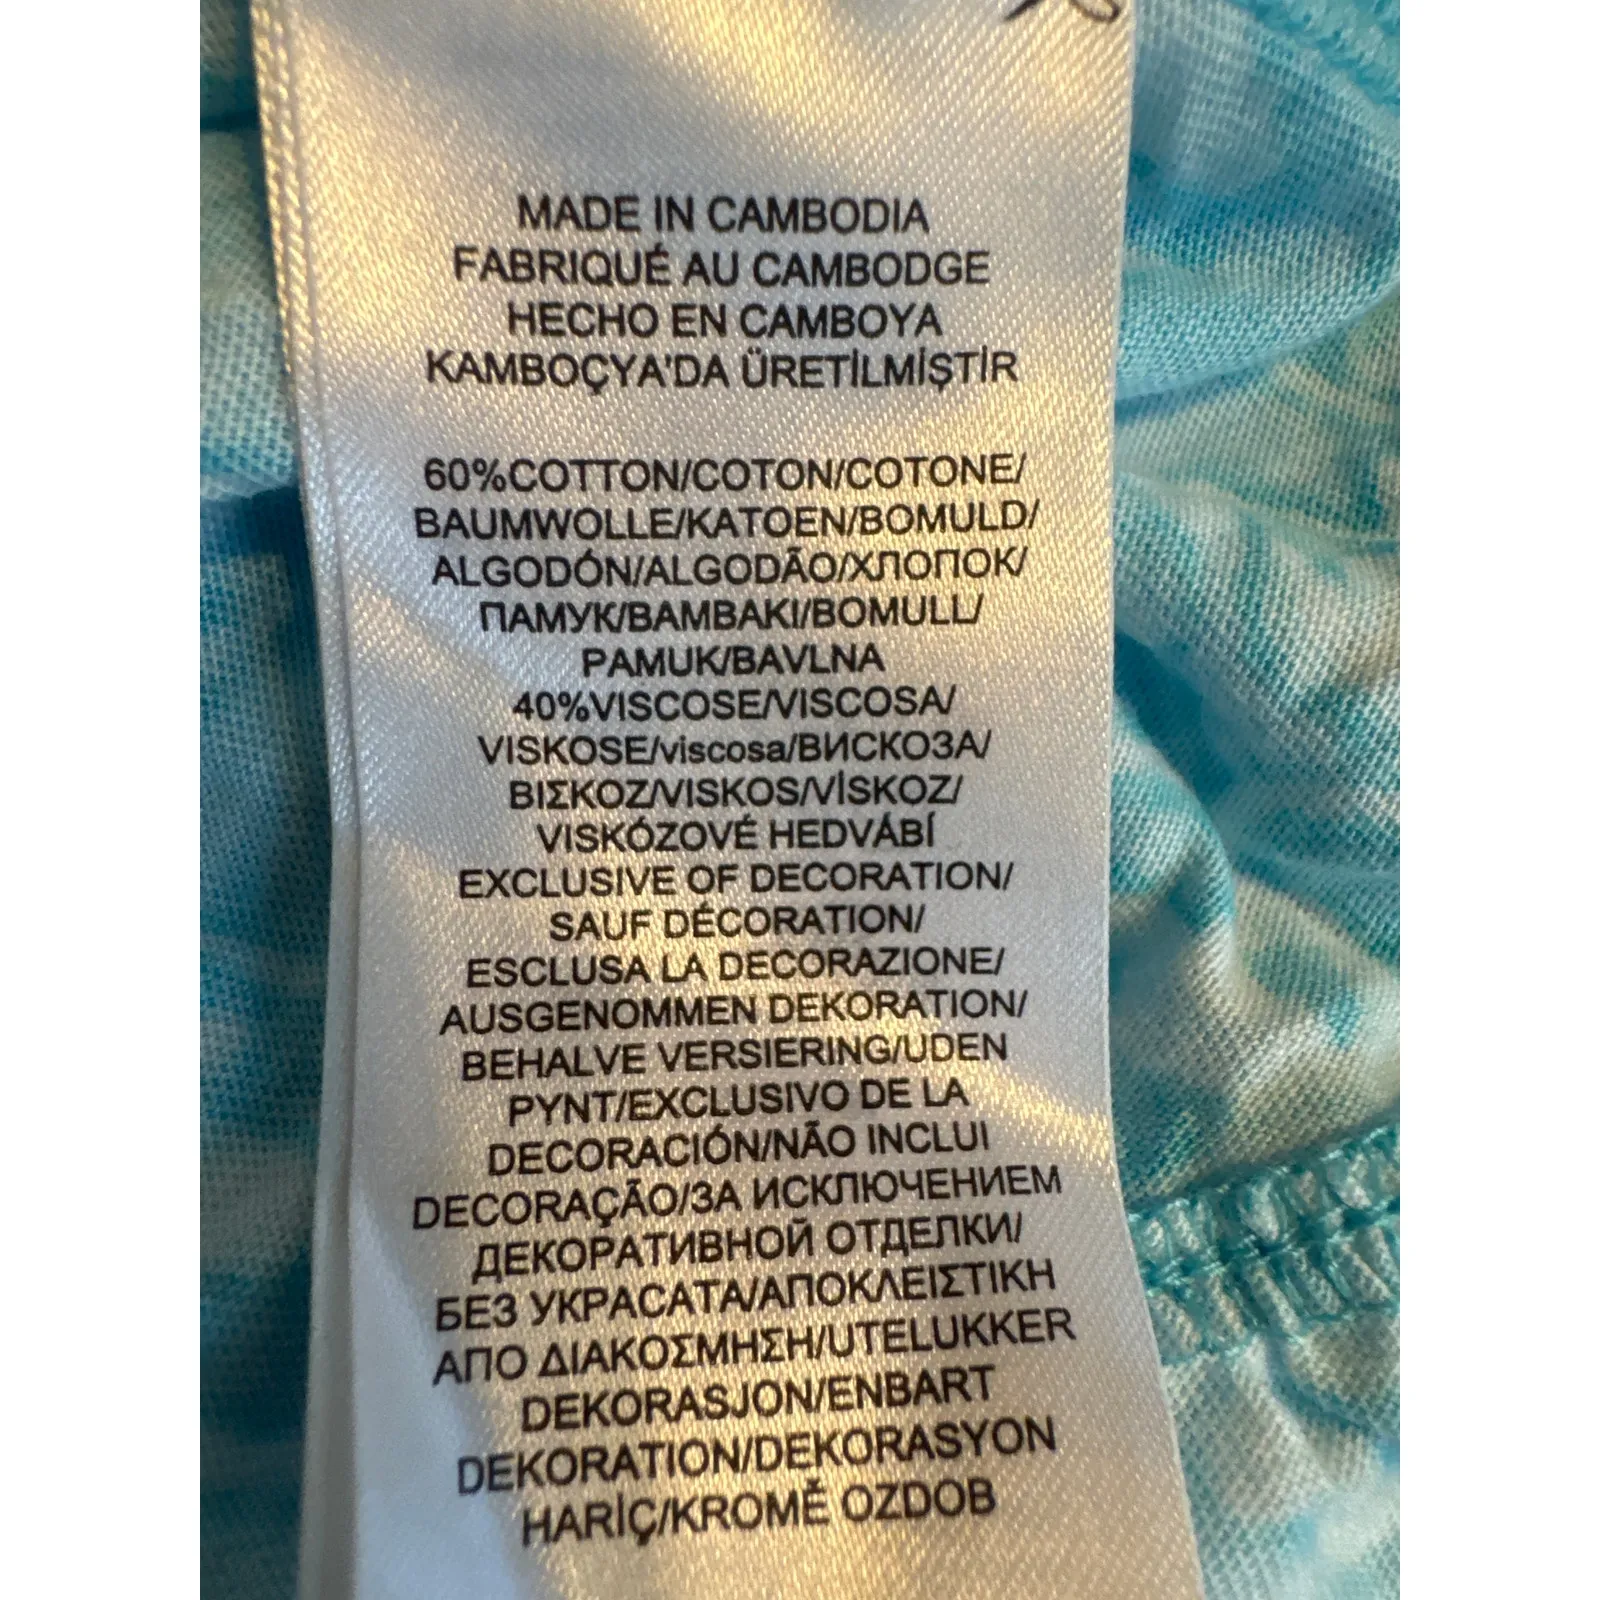 MADE IN CAMBODIA
FABRIQUÉ AU CAMBODGE
HECHO EN CAMBOYA
KAMBOÇYA'DA ÜRETİLMİŞTİR
60%COTTON/COTON/COTONE/
BAUMWOLLE/KATOEN/BOMULD/
ALGODÓN/ALGODÃO/ХЛОПОК/
ПАМУК/ΒΑΜΒΑΚΙ/BOMULL/
PAMUK/BAVLNA
40%VISCOSE/VISCOSA/
VISKOSE/viscosa/ВИСКОЗА/
ΒΙΣΚΟΖ/VISKOS/VİSKOZ/
VISKÓZOVÉ HEDVÁBÍ
EXCLUSIVE OF DECORATION/
SAUF DÉCORATION/
ESCLUSA LA DECORAZIONE/
AUSGENOMMEN DEKORATION/
BEHALVE VERSIERING/UDEN
PYNT/EXCLUSIVO DE LA
DECORACIÓN/NÃO INCLUI
DECORAÇÃO/ЗА ИСКЛЮЧЕНИЕМ
ДЕКОРАТИВНОЙ ОТДЕЛКИ/
БЕЗ УКРАСАТА/ΑΠΟΚΛΕΙΣΤΙΚΗ
ΑΠΟ ΔΙΑΚΟΣΜΗΣΗ/UTELUKKER
DEKORASJON/ENBART
DEKORATION/DEKORASYON
HARİÇ/KROMĚ OZDOB